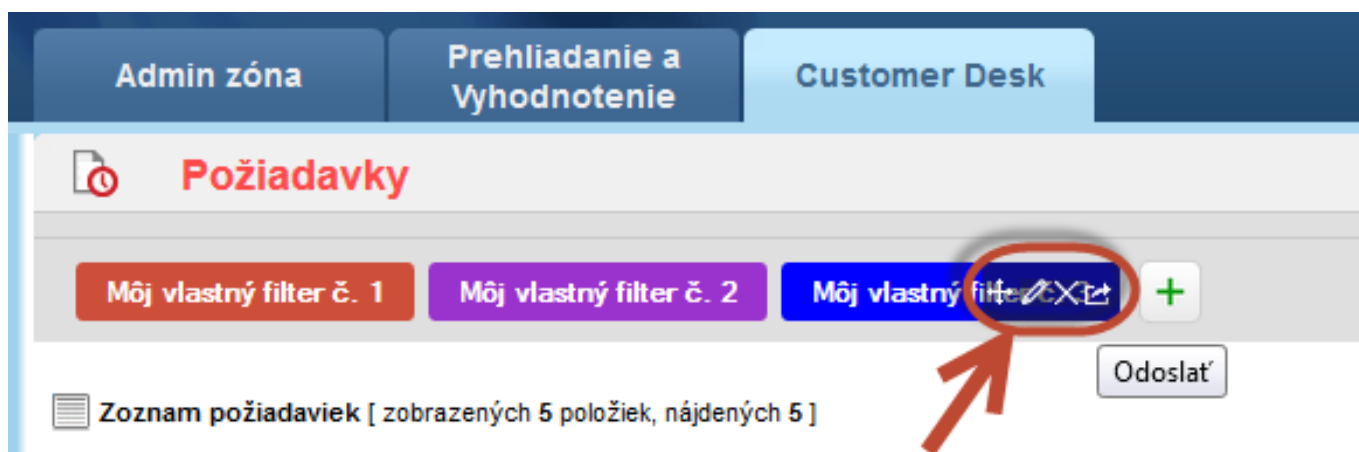 Admin zóna
Prehliadanie a
Vyhodnotenie
Customer Desk
Požiadavky
Môj vlastný filter č. 1
Môj vlastný filter č. 2
Môj vlastný
Odoslať
Zoznam požiadaviek [ zobrazených 5 položiek, nájdených 5 ]